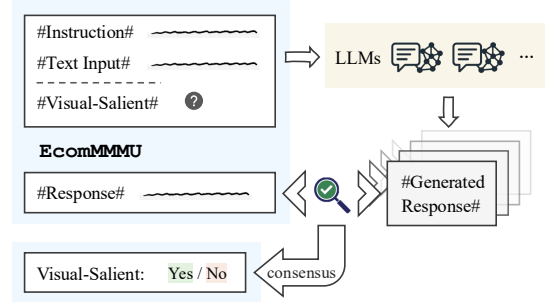 #Instruction#
#Text Input#
#Visual-Salient# ?
LLMs ...
EcomMMMU
#Response#
#Generated
Response#
Visual-Salient: Yes / No
consensus